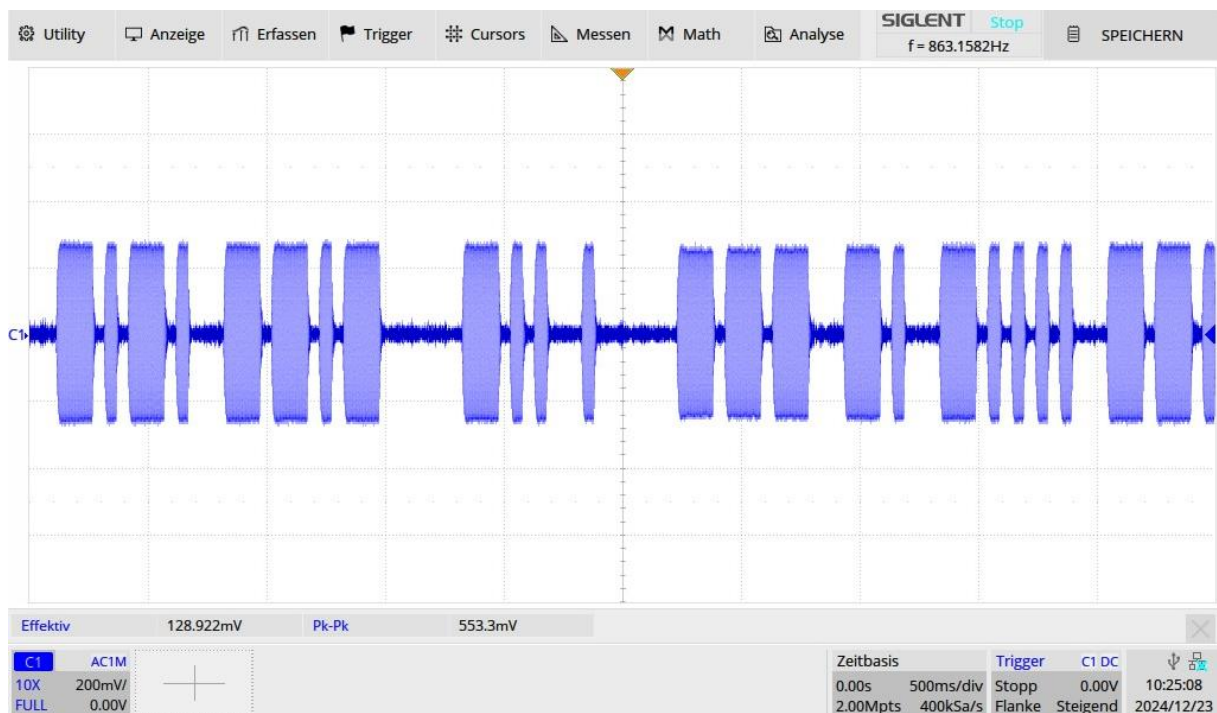 Utility Anzeige Erfassen Trigger Cursors Messen Math Analyse SIGLENT Stop SPEICHERN
f = 863.1582Hz
C1
Effektiv 128.922mV Pk-Pk 553.3mV
C1 AC1M Zeitbasis Trigger C1 DC
10X 200mV/ 0.00s 500ms/div Stopp 0.00V 10:25:08
FULL 0.00V 2.00Mpts 400kSa/s Flanke Steigend 2024/12/23